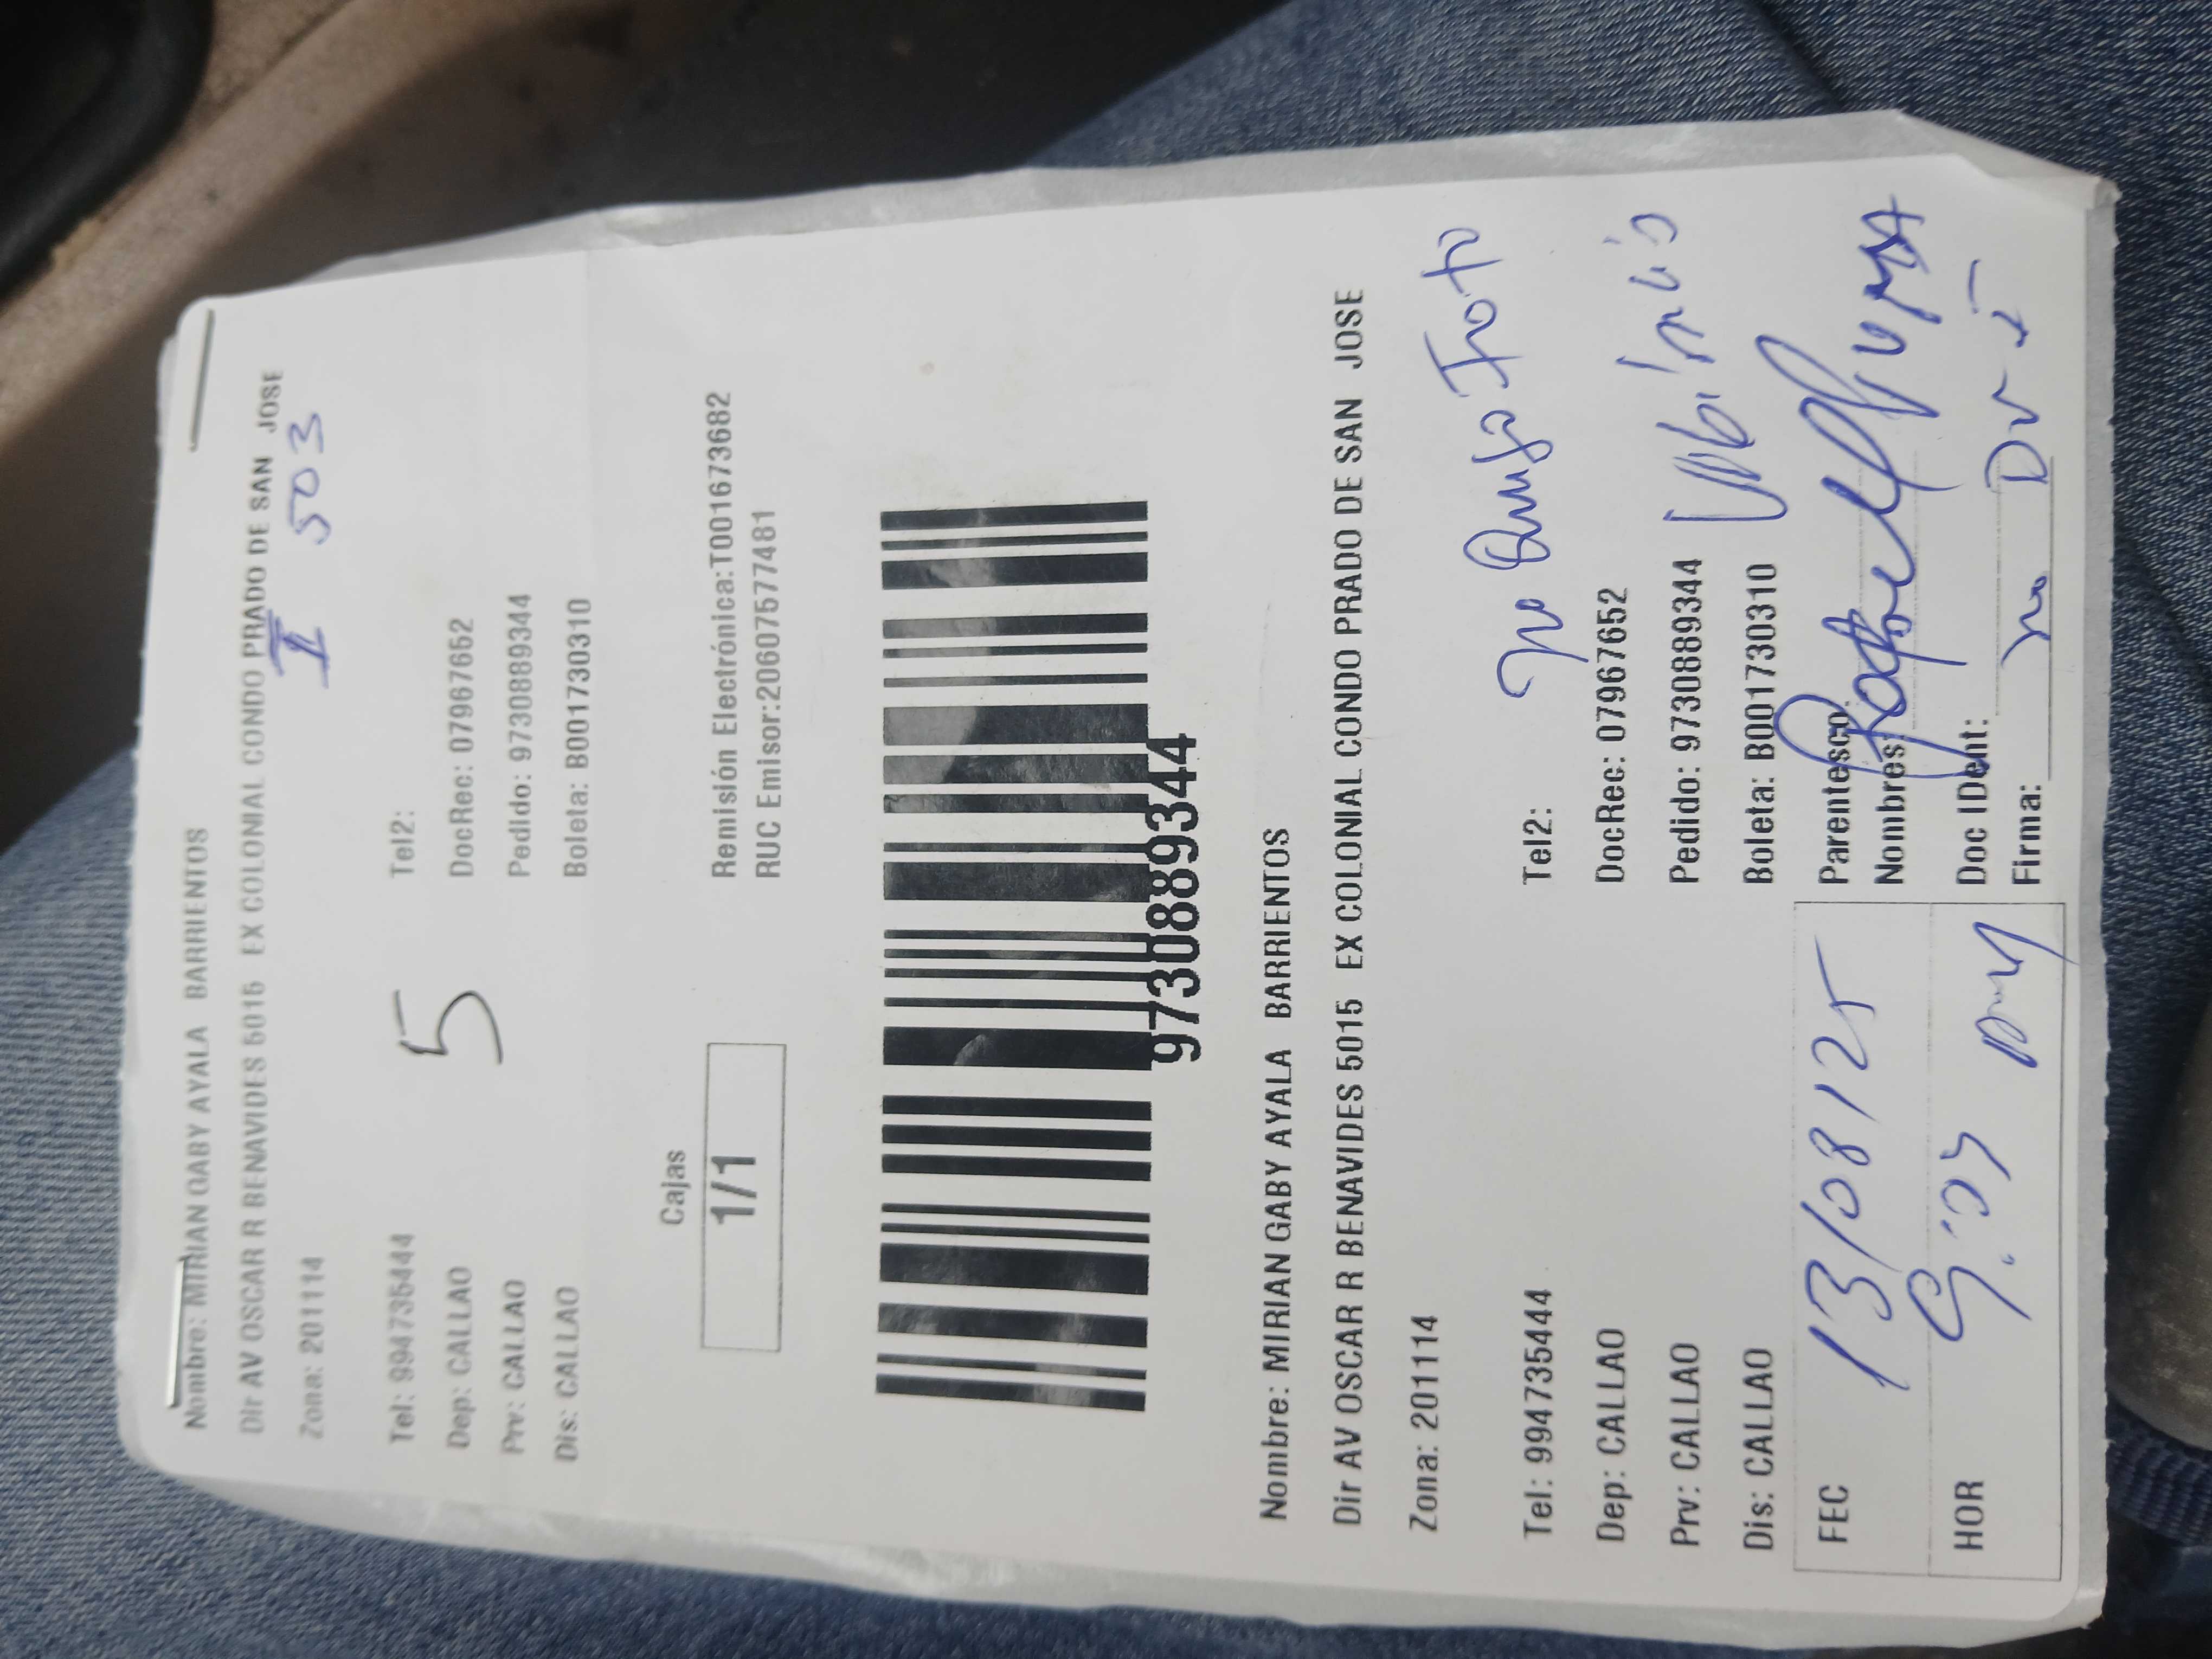 Nombre: MIRIAN GABY AYALA BARRIENTOS
Dir AV OSCAR R BENAVIDES 5015 EX COLONIAL CONDO PRADO DE SAN JOSE
II 503
Zona: 201114
Tel: 994735444 Tel2:
5
Dep: CALLAO DocRec: 07967652
Prv: CALLAO Pedido: 9730889344
Dis: CALLAO Boleta: B001730310
Cajas
1/1
Remisión Electrónica:T001673682
RUC Emisor:20607577481
9730889344
Nombre: MIRIAN GABY AYALA BARRIENTOS
Dir AV OSCAR R BENAVIDES 5015 EX COLONIAL CONDO PRADO DE SAN JOSE
Zona: 201114
no Quiso Foto
Tel: 994735444 Tel2:
Dep: CALLAO DocRec: 07967652
Prv: CALLAO Pedido: 9730889344
Dis: CALLAO Boleta: B001730310
FEC 13/08/25
Parentesco:
Nombres:
HOR
Doc IDent:
Firma: